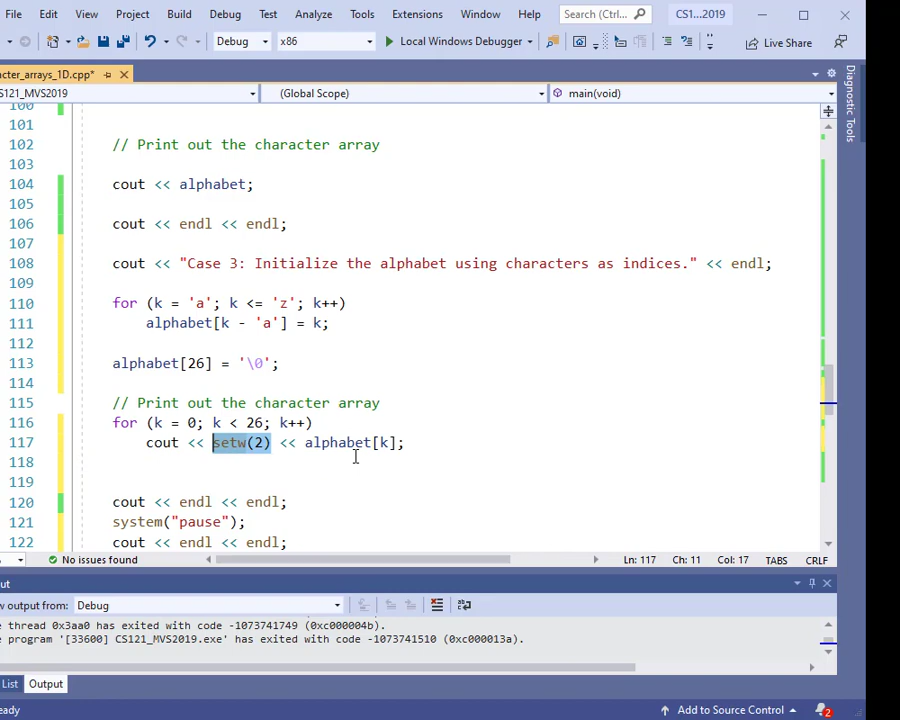 File Edit View Project Build Debug Test Analyze Tools Extensions Window Help Search (Ctrl... CS1...2019
Debug x86 Local Windows Debugger Live Share
cter_arrays_1D.cpp*
S121_MVS2019 (Global Scope) main(void)
Diagnostic Tools
100
101
102 // Print out the character array
103
104 cout << alphabet;
105
106 cout << endl << endl;
107
108 cout << "Case 3: Initialize the alphabet using characters as indices." << endl;
109
110 for (k = 'a'; k <= 'z'; k++)
111 alphabet[k - 'a'] = k;
112
113 alphabet[26] = '\0';
114
115 // Print out the character array
116 for (k = 0; k < 26; k++)
117 cout << setw(2) << alphabet[k];
118
119
120 cout << endl << endl;
121 system("pause");
122 cout << endl << endl;
No issues found Ln: 117 Ch: 11 Col: 17 TABS CRLF
ut
w output from: Debug
e thread 0x3aa0 has exited with code -1073741749 (0xc000004b).
e program '[33600] CS121_MVS2019.exe' has exited with code -1073741510 (0xc000013a).
List Output
eady Add to Source Control 2